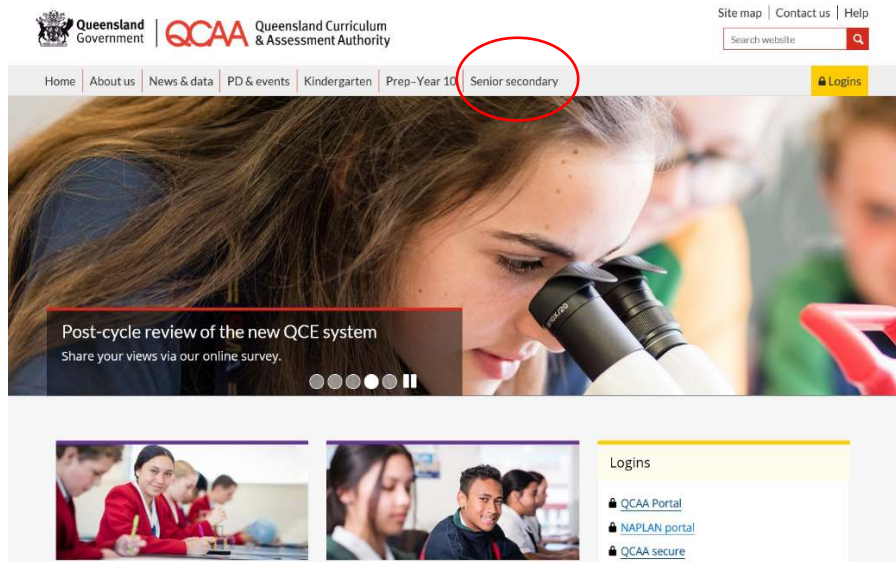 Site map | Contact us | Help
Queensland
Government
QCAA
Queensland Curriculum
& Assessment Authority
Search website
Home | About us | News & data | PD & events | Kindergarten | Prep–Year 10 | Senior secondary
Logins
Post-cycle review of the new QCE system
Share your views via our online survey.
Logins
QCAA Portal
NAPLAN portal
QCAA secure